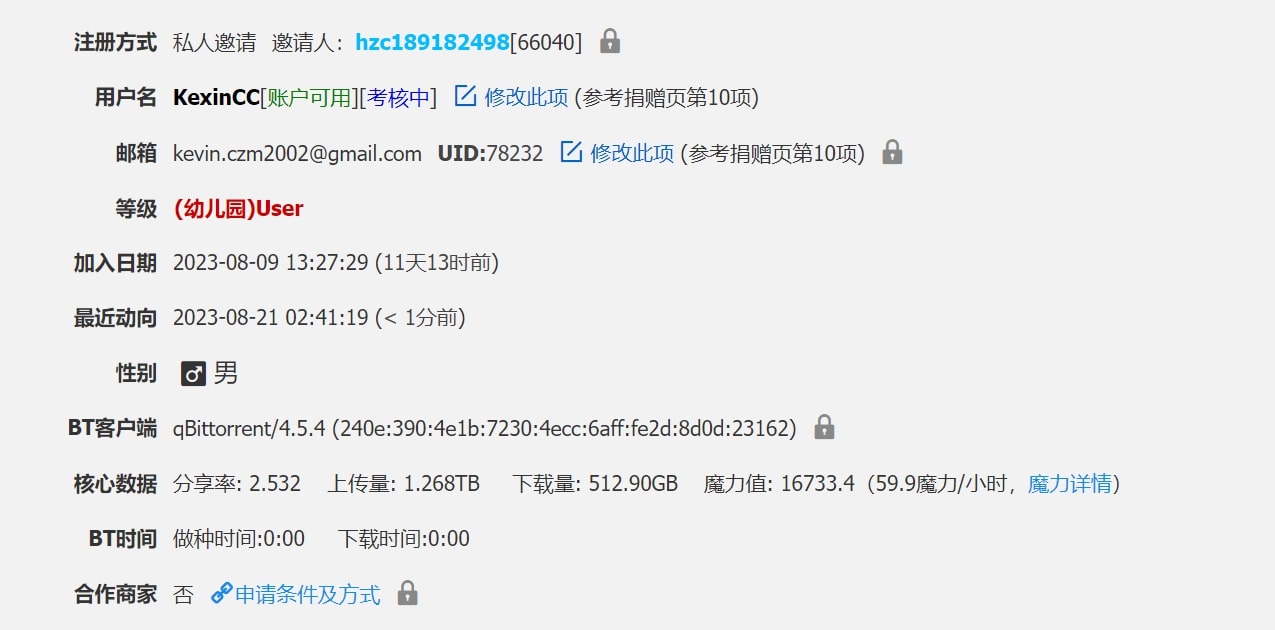 注册方式 私人邀请 邀请人：hzc189182498[66040]
用户名 KexinCC[账户可用][考核中] 修改此项 (参考捐赠页第10项)
邮箱 kevin.czm2002@gmail.com UID:78232 修改此项 (参考捐赠页第10项)
等级 (幼儿园)User
加入日期 2023-08-09 13:27:29 (11天13时前)
最近动向 2023-08-21 02:41:19 (< 1分前)
性别 男
BT客户端 qBittorrent/4.5.4 (240e:390:4e1b:7230:4ecc:6aff:fe2d:8d0d:23162)
核心数据 分享率: 2.532 上传量: 1.268TB 下载量: 512.90GB 魔力值: 16733.4（59.9魔力/小时，魔力详情）
BT时间 做种时间:0:00 下载时间:0:00
合作商家 否 申请条件及方式